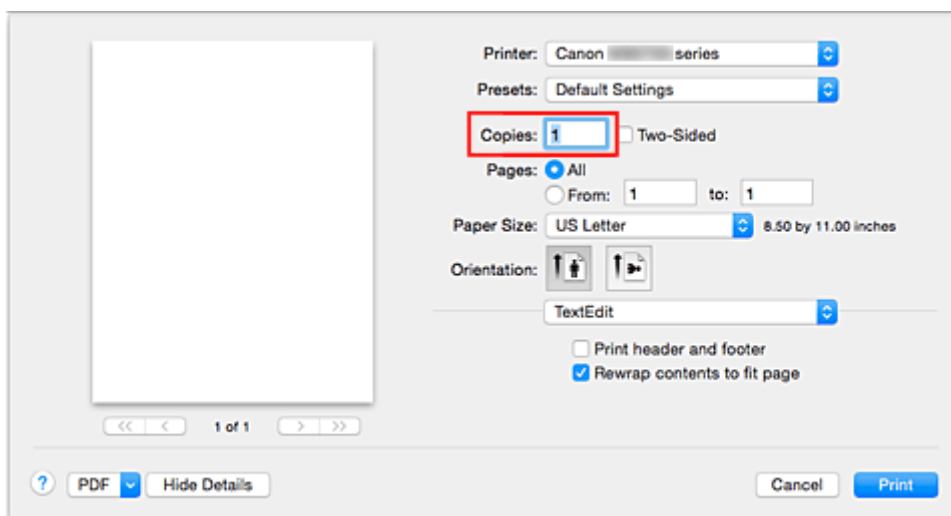 Printer: Canon series
Presets: Default Settings
Copies: 1 Two-Sided
Pages: All
From: 1 to: 1
Paper Size: US Letter 8.50 by 11.00 inches
Orientation:
TextEdit
Print header and footer
Rewrap contents to fit page
<< < 1 of 1 > >>
? PDF Hide Details Cancel Print